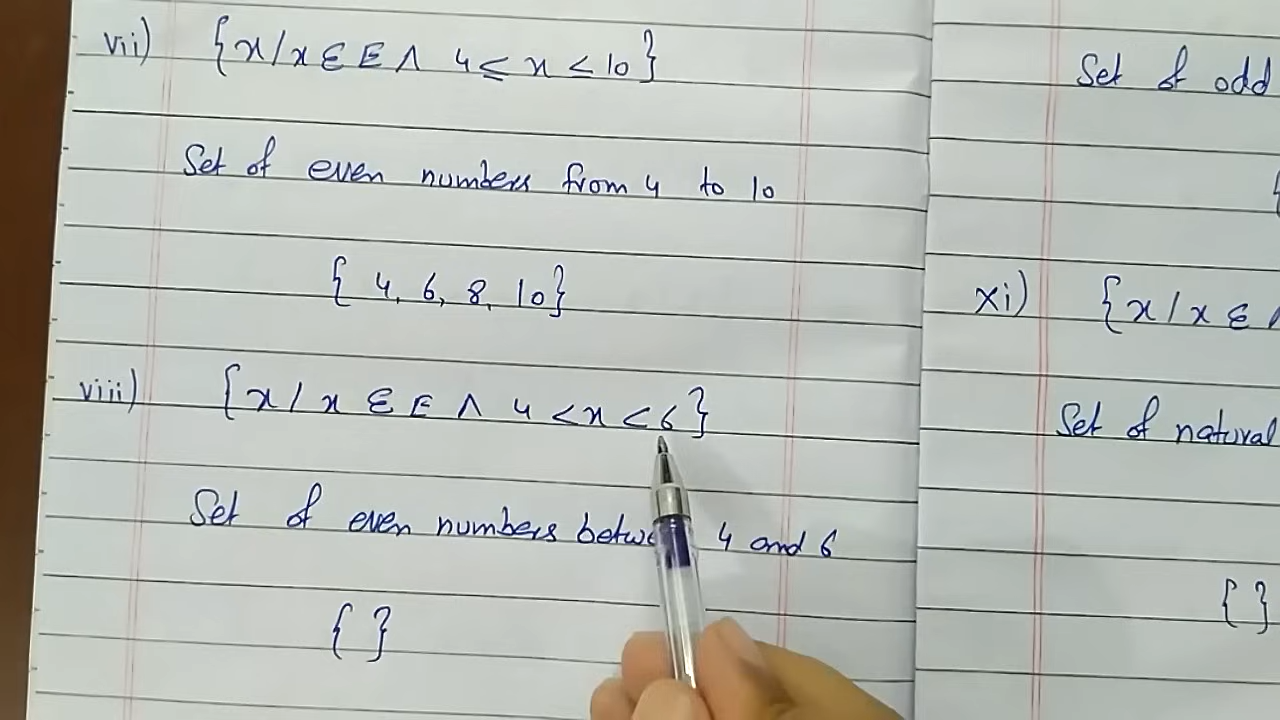 vii) {x/x ∈ E ∧ 4 ≤ x < 10}
Set of even numbers from 4 to 10
{ 4, 6, 8, 10}
viii) {x/x ∈ E ∧ 4 < x < 6}
Set of even numbers 4 and 6
{ }
Set of odd
{
xi) {x/x ∈
Set of natural
{ }